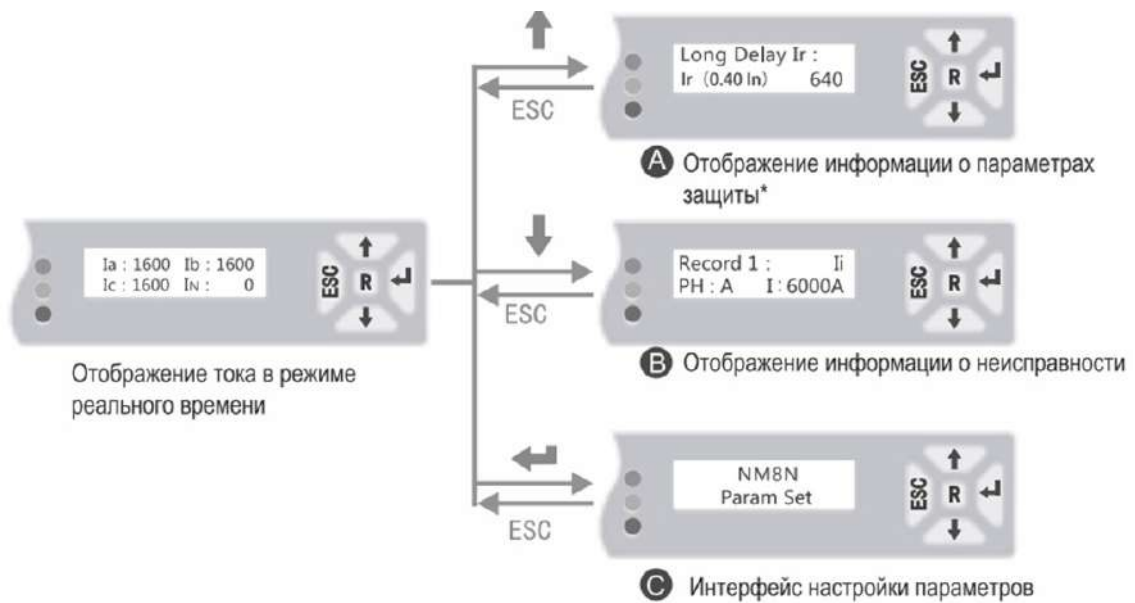 Ia : 1600 Ib : 1600
Ic : 1600 IN : 0
ESC
R
Отображение тока в режиме
реального времени
ESC
Long Delay Ir :
Ir (0.40 In) 640
ESC
R
A Отображение информации о параметрах
защиты*
ESC
Record 1 : Ii
PH : A I : 6000A
ESC
R
B Отображение информации о неисправности
ESC
NM8N
Param Set
ESC
R
C Интерфейс настройки параметров